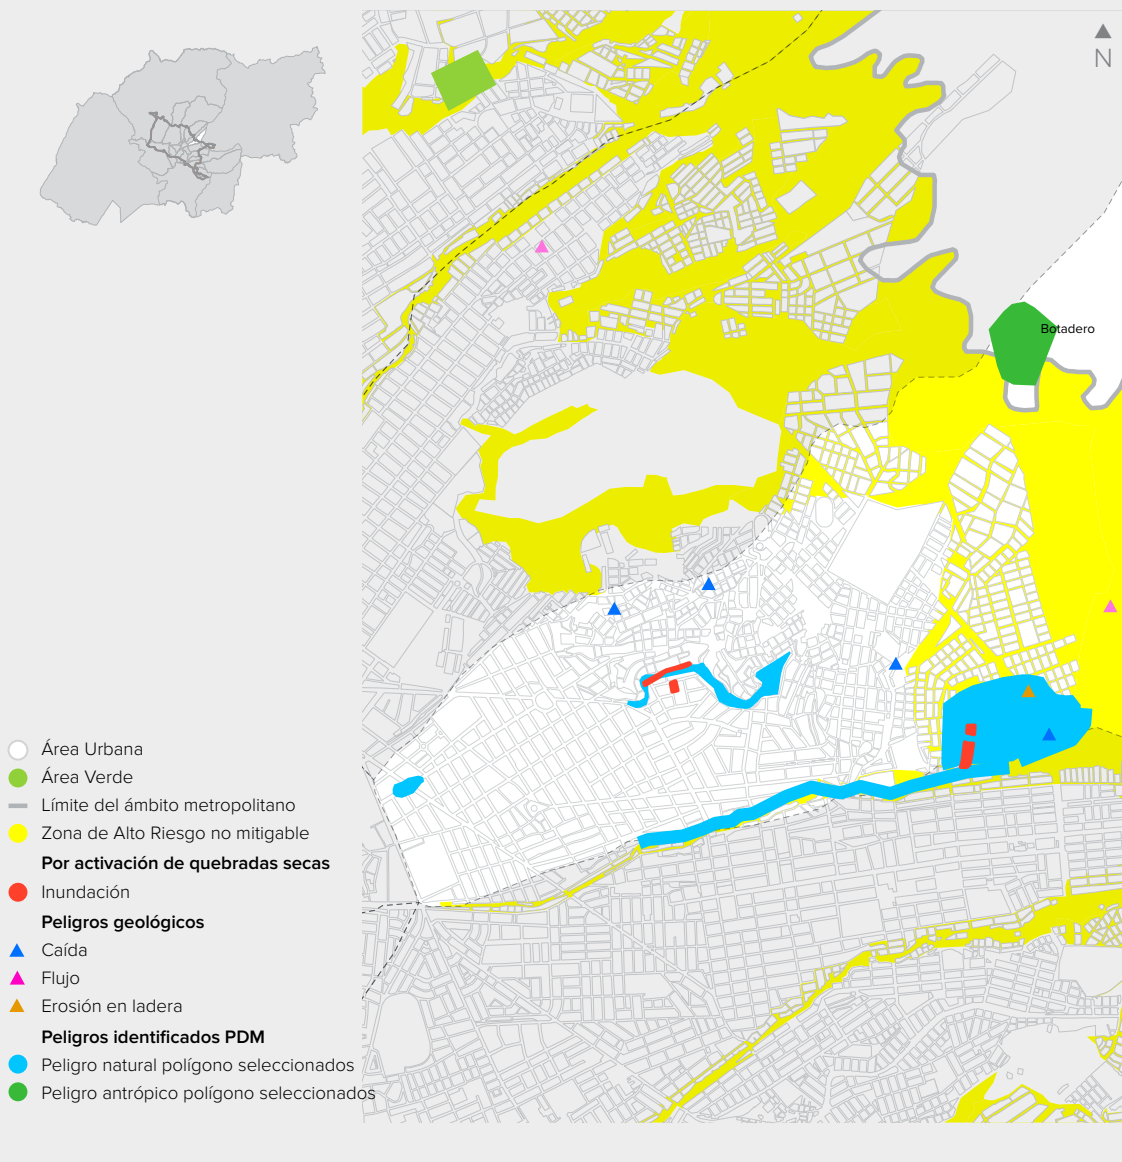 N
Botadero
Área Urbana
Área Verde
Límite del ámbito metropolitano
Zona de Alto Riesgo no mitigable
Por activación de quebradas secas
Inundación
Peligros geológicos
Caída
Flujo
Erosión en ladera
Peligros identificados PDM
Peligro natural polígono seleccionados
Peligro antrópico polígono seleccionados